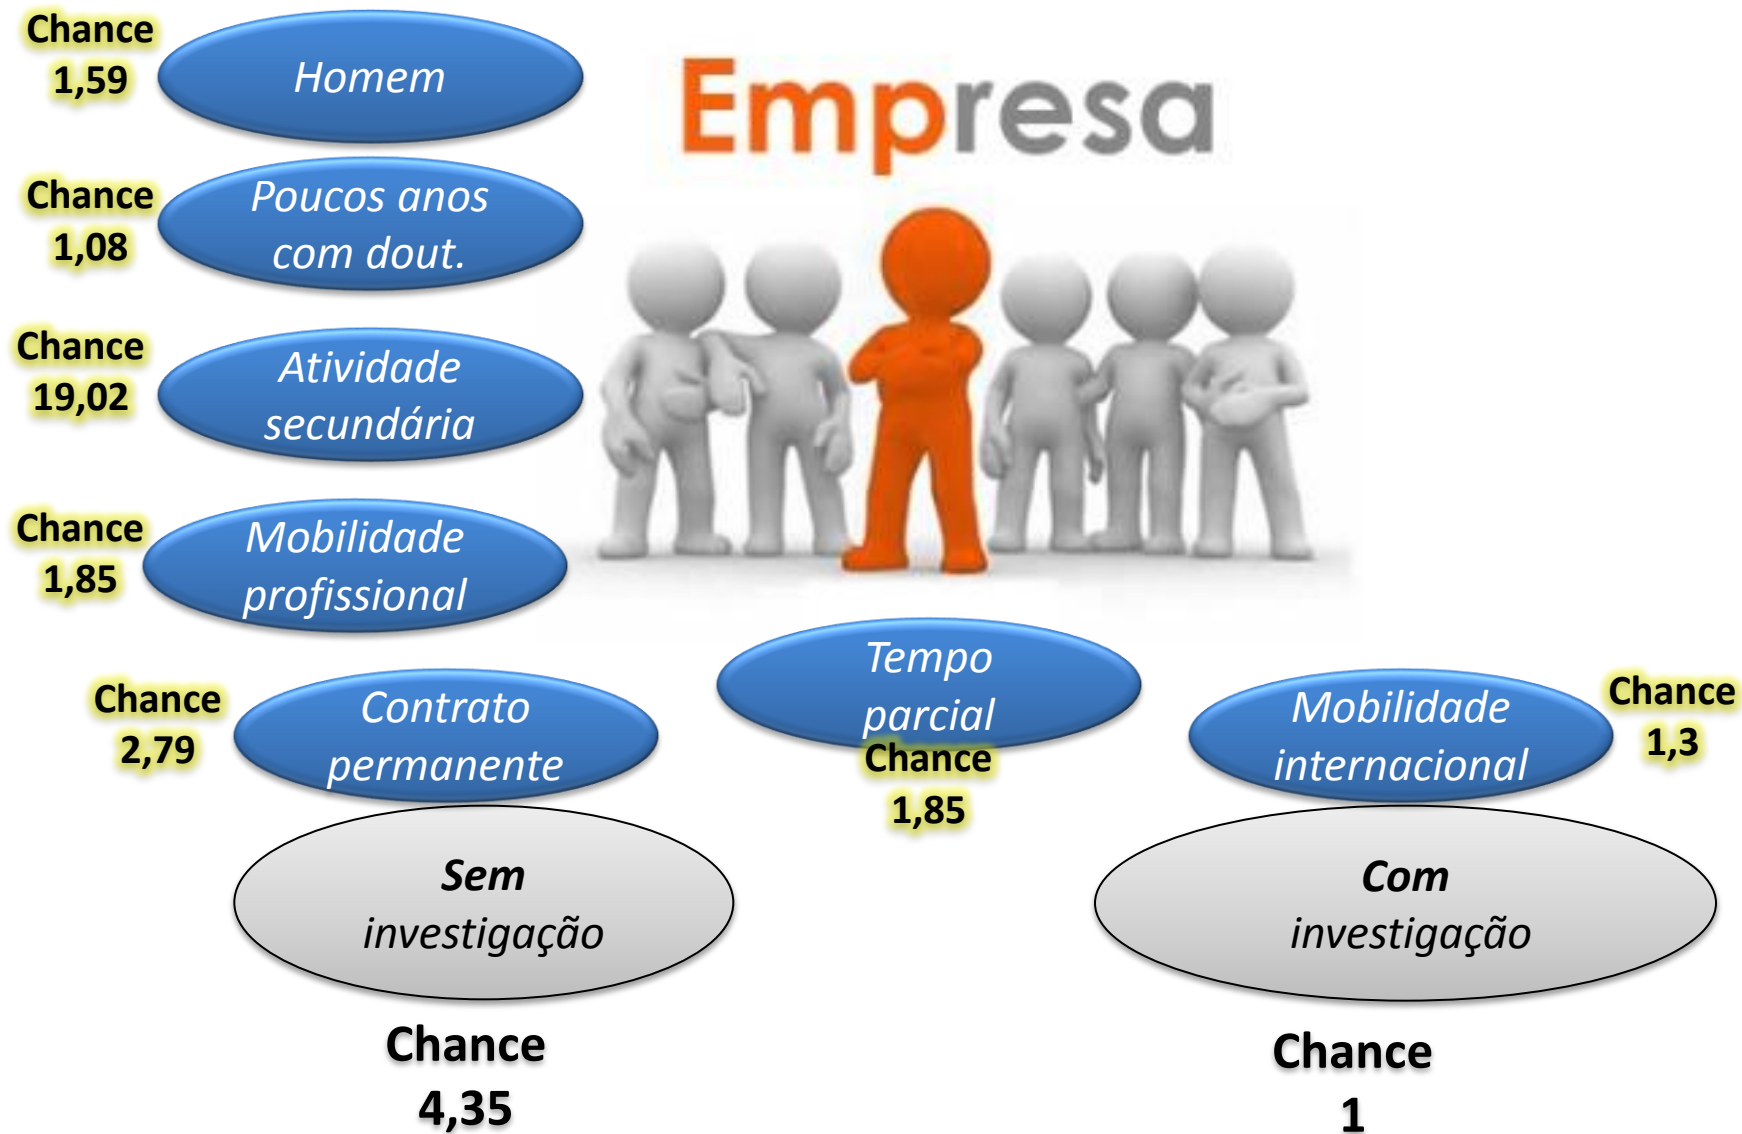 Chance
1,59
Homem
Empresa
Chance
1,08
Poucos anos
com dout.
Chance
19,02
Atividade
secundária
Chance
1,85
Mobilidade
profissional
Chance
2,79
Contrato
permanente
Tempo
parcial
Chance
1,85
Mobilidade
internacional
Chance
1,3
Sem
investigação
Com
investigação
Chance
4,35
Chance
1